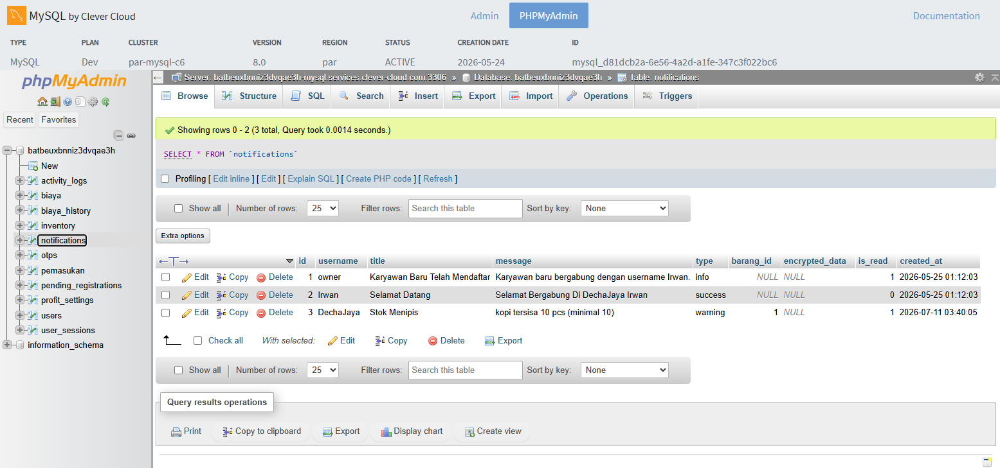 MySQL by Clever Cloud
Admin
PHPMyAdmin
Documentation
TYPE PLAN CLUSTER VERSION REGION STATUS CREATION DATE ID
MySQL Dev par-mysql-c6 8.0 par ACTIVE 2026-05-24 mysql_d81dcb2a-6e56-4a2d-a1fe-347c3f022bc6
phpMyAdmin
Recent Favorites
batbeuxbnniz3dvqae3h
New
activity_logs
biaya
biaya_history
inventory
notifications
otps
pemasukan
pending_registrations
profit_settings
users
user_sessions
information_schema
Server: batbeuxbnniz3dvqae3h-mysql.services.clever-cloud.com:3306 » Database: batbeuxbnniz3dvqae3h » Table: notifications
Browse Structure SQL Search Insert Export Import Operations Triggers
Showing rows 0 - 2 (3 total, Query took 0.0014 seconds.)
SELECT * FROM `notifications`
Profiling [ Edit inline ] [ Edit ] [ Explain SQL ] [ Create PHP code ] [ Refresh ]
Show all Number of rows: 25 Filter rows: Search this table Sort by key: None
Extra options
id username title message type barang_id encrypted_data is_read created_at
Edit Copy Delete 1 owner Karyawan Baru Telah Mendaftar Karyawan baru bergabung dengan username Irwan. info NULL NULL 1 2026-05-25 01:12:03
Edit Copy Delete 2 Irwan Selamat Datang Selamat Bergabung Di DechaJaya Irwan success NULL NULL 0 2026-05-25 01:12:03
Edit Copy Delete 3 DechaJaya Stok Menipis kopi tersisa 10 pcs (minimal 10) warning 1 NULL 1 2026-07-11 03:40:05
Check all With selected: Edit Copy Delete Export
Show all Number of rows: 25 Filter rows: Search this table Sort by key: None
Query results operations
Print Copy to clipboard Export Display chart Create view